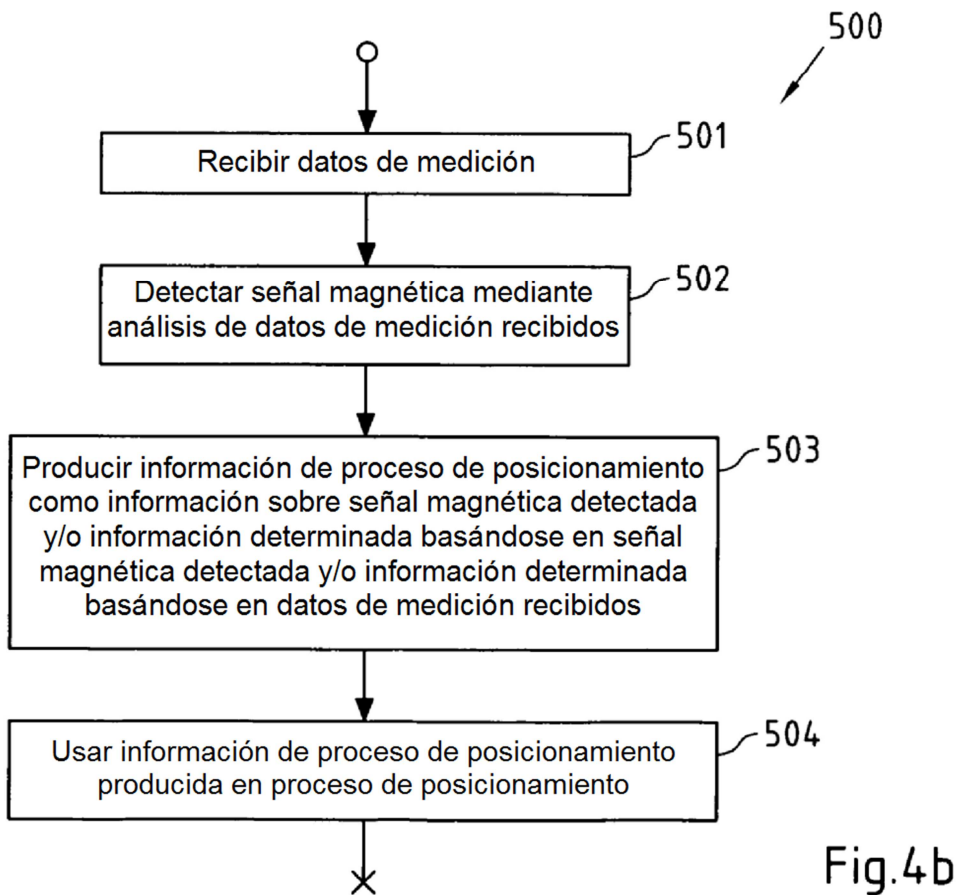 500
501
Recibir datos de medición
502
Detectar señal magnética mediante
análisis de datos de medición recibidos
503
Producir información de proceso de posicionamiento
como información sobre señal magnética detectada
y/o información determinada basándose en señal
magnética detectada y/o información determinada
basándose en datos de medición recibidos
504
Usar información de proceso de posicionamiento
producida en proceso de posicionamiento
Fig.4b